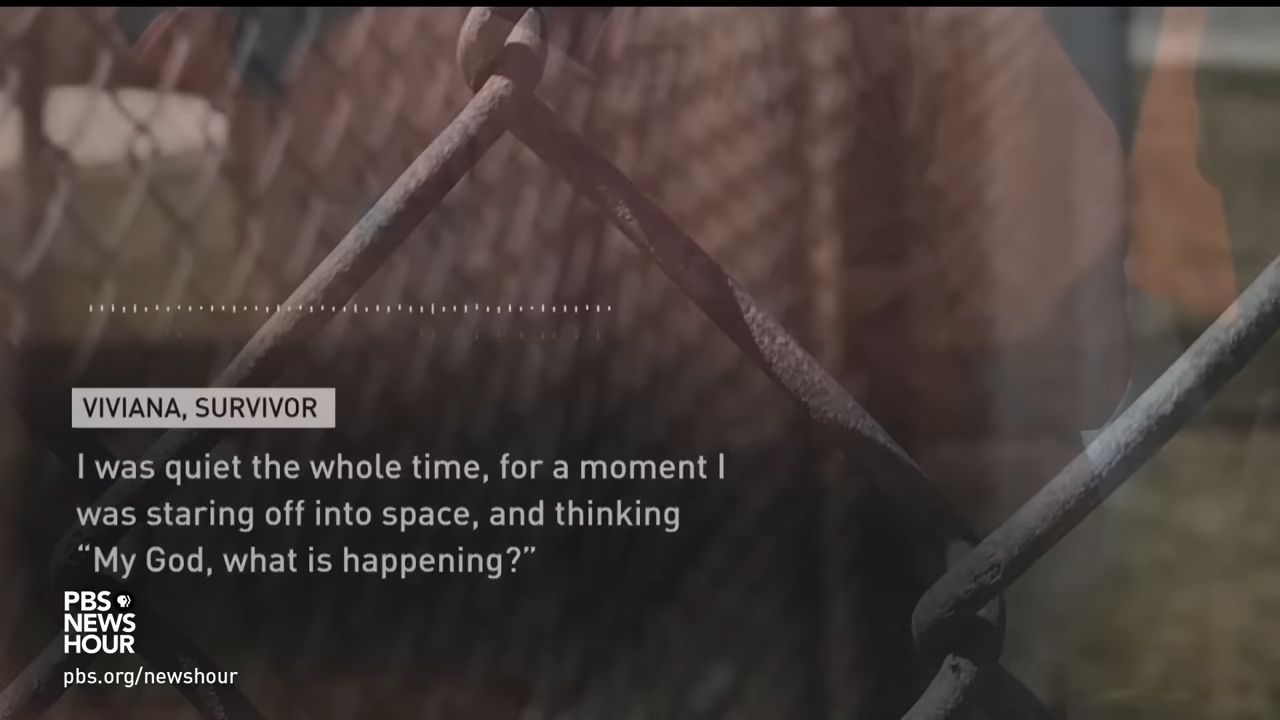 VIVIANA, SURVIVOR
I was quiet the whole time, for a moment I
was staring off into space, and thinking
“My God, what is happening?”
PBS
NEWS
HOUR
pbs.org/newshour